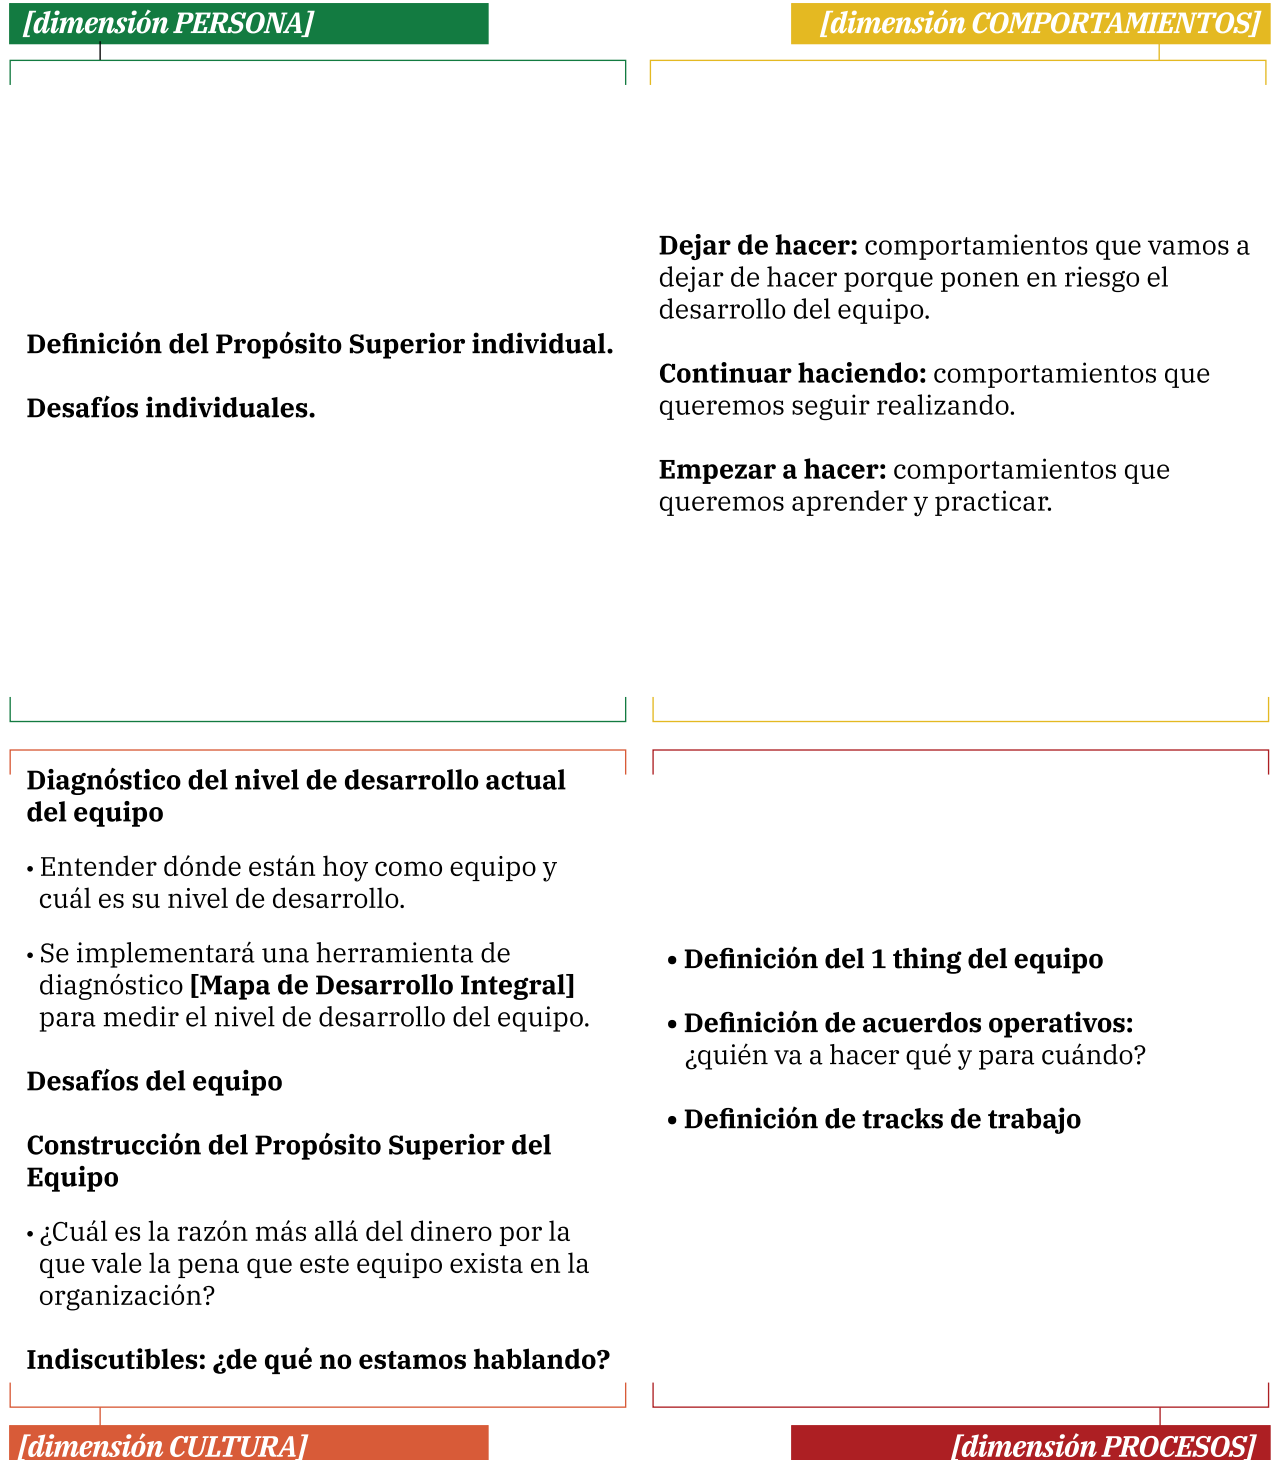 [dimensión PERSONA]
Definición del Propósito Superior individual.
Desafíos individuales.
[dimensión COMPORTAMIENTOS]
Dejar de hacer: comportamientos que vamos a
dejar de hacer porque ponen en riesgo el
desarrollo del equipo.
Continuar haciendo: comportamientos que
queremos seguir realizando.
Empezar a hacer: comportamientos que
queremos aprender y practicar.
Diagnóstico del nivel de desarrollo actual
del equipo
• Entender dónde están hoy como equipo y
cuál es su nivel de desarrollo.
• Se implementará una herramienta de
diagnóstico [Mapa de Desarrollo Integral]
para medir el nivel de desarrollo del equipo.
Desafíos del equipo
Construcción del Propósito Superior del
Equipo
• ¿Cuál es la razón más allá del dinero por la
que vale la pena que este equipo exista en la
organización?
Indiscutibles: ¿de qué no estamos hablando?
[dimensión CULTURA]
• Definición del 1 thing del equipo
• Definición de acuerdos operativos:
¿quién va a hacer qué y para cuándo?
• Definición de tracks de trabajo
[dimensión PROCESOS]